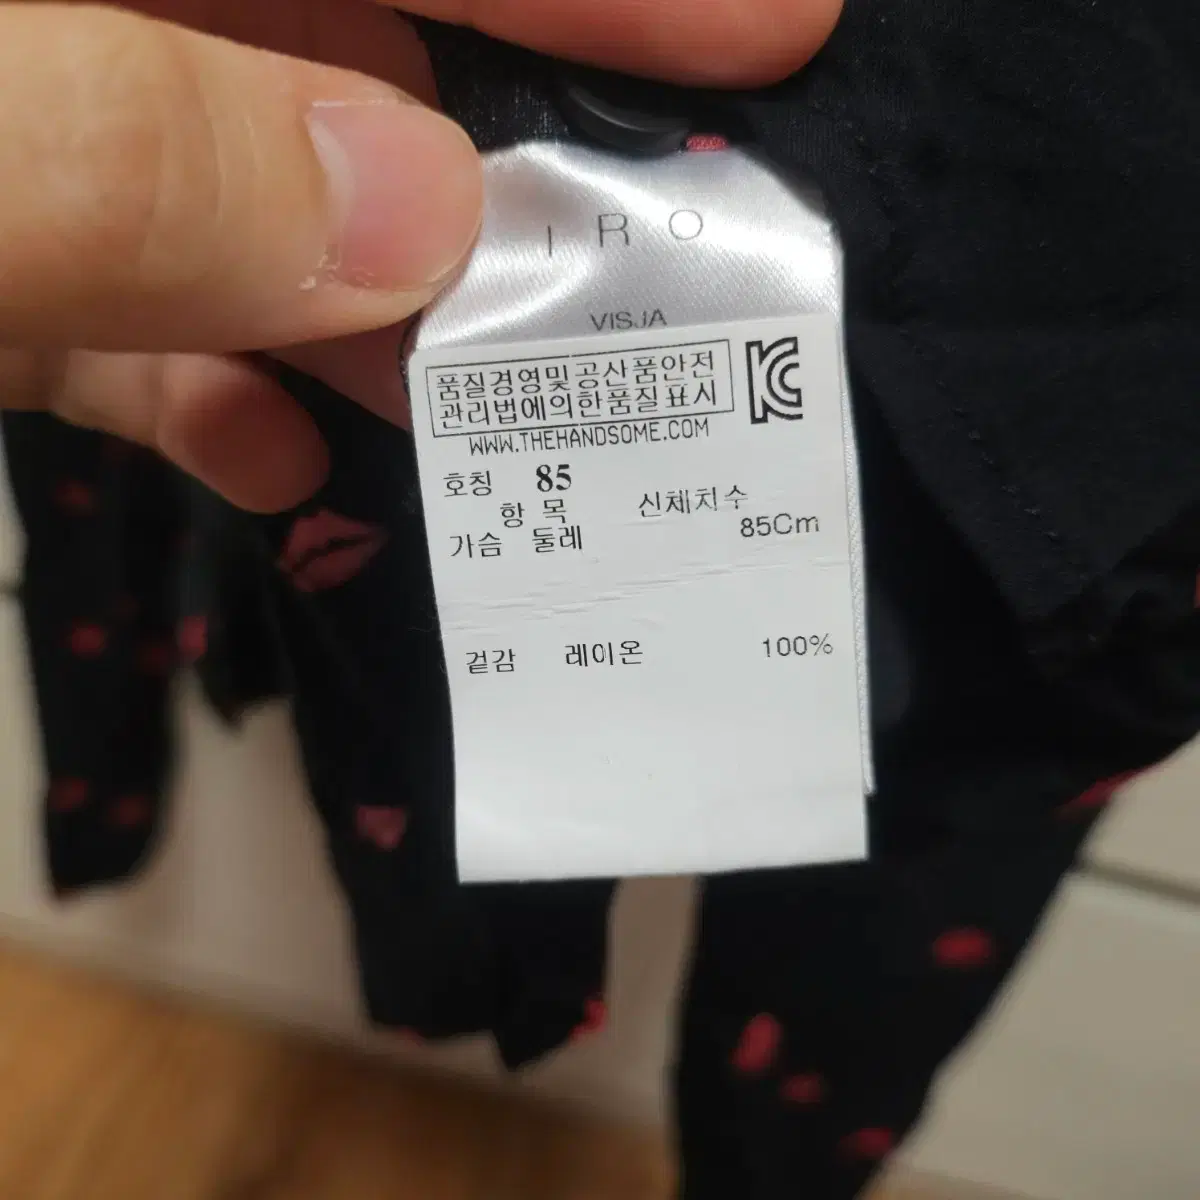 IRO
VISJA
품질경영및공산품안전
관리법에의한품질표시
KC
WWW.THEHANDSOME.COM
호칭 85
항 목 신체치수
가슴 둘레 85Cm
겉감 레이온 100%